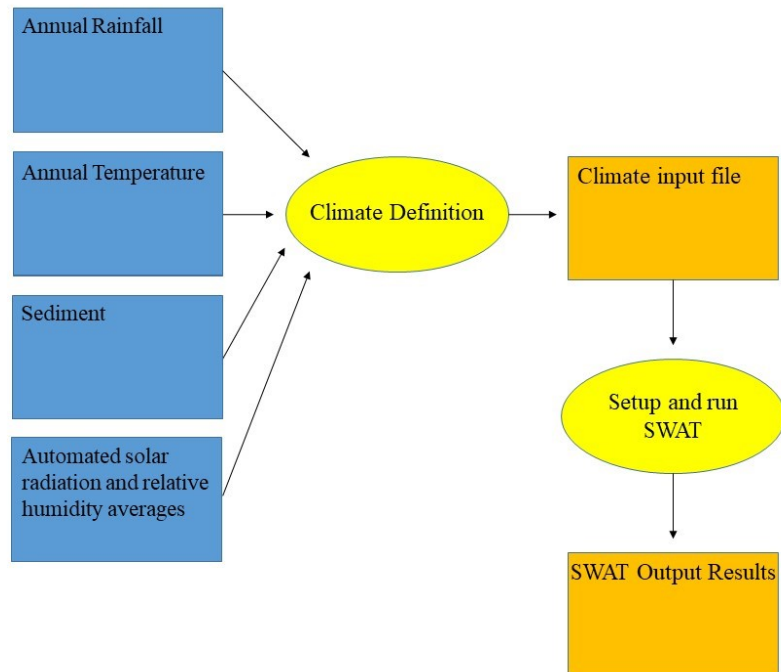 Annual Rainfall
Annual Temperature
Sediment
Automated solar
radiation and relative
humidity averages
Climate Definition
Climate input file
Setup and run
SWAT
SWAT Output Results